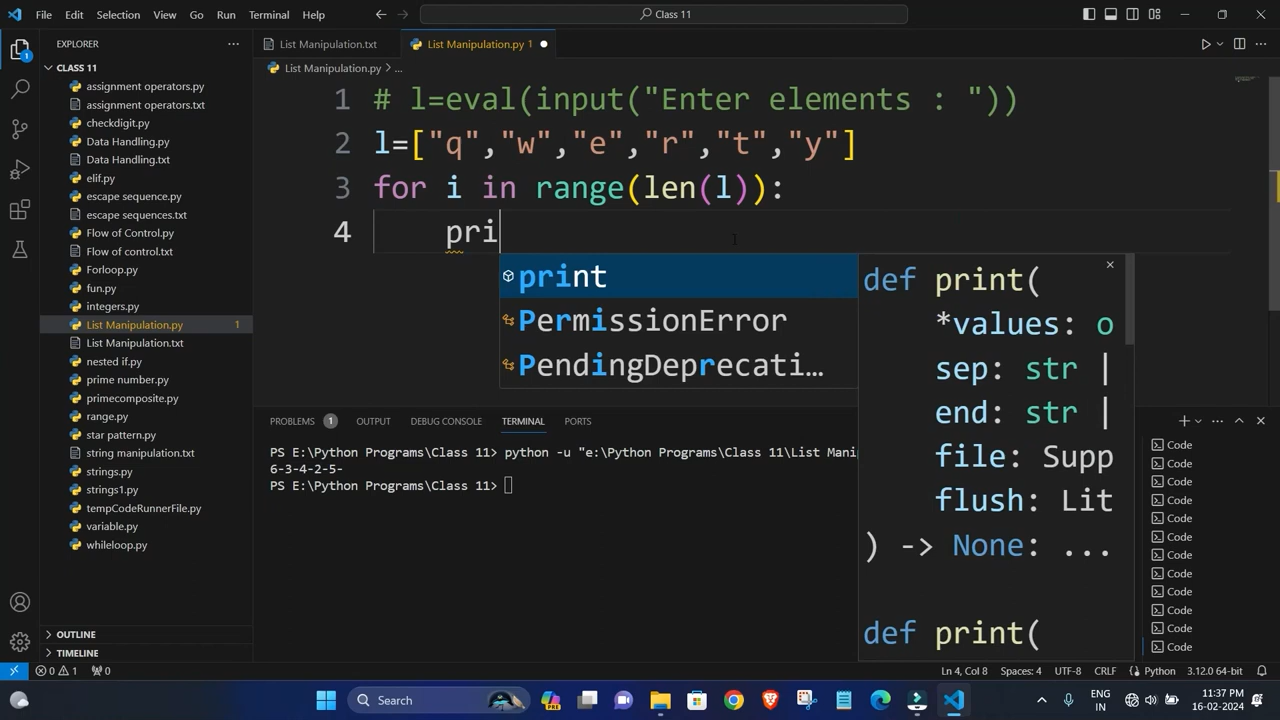 File Edit Selection View Go Run Terminal Help
Class 11
EXPLORER
CLASS 11
assignment operators.py
assignment operators.txt
checkdigit.py
Data Handling.py
Data Handling.txt
elif.py
escape sequence.py
escape sequences.txt
Flow of Control.py
Flow of control.txt
Forloop.py
fun.py
integers.py
List Manipulation.py 1
List Manipulation.txt
nested if.py
prime number.py
primecomposite.py
range.py
star pattern.py
string manipulation.txt
strings.py
strings1.py
tempCodeRunnerFile.py
variable.py
whileloop.py
OUTLINE
TIMELINE
List Manipulation.txt
List Manipulation.py 1
List Manipulation.py > ...
1 # l=eval(input("Enter elements : "))
2 l=["q","w","e","r","t","y"]
3 for i in range(len(l)):
4 pri
print
PermissionError
PendingDeprecati...
def print(
*values: o
sep: str |
end: str |
file: Supp
flush: Lit
) -> None: ...
def print(
PROBLEMS 1 OUTPUT DEBUG CONSOLE TERMINAL PORTS
PS E:\Python Programs\Class 11> python -u "e:\Python Programs\Class 11\List Mani
6-3-4-2-5-
PS E:\Python Programs\Class 11>
Code
Code
Code
Code
Code
Code
Code
Code
Code
Code
Code
Code
0 1 0
Ln 4, Col 8 Spaces: 4 UTF-8 CRLF Python 3.12.0 64-bit
1
Search
PRE
ENG
IN
11:37 PM
16-02-2024